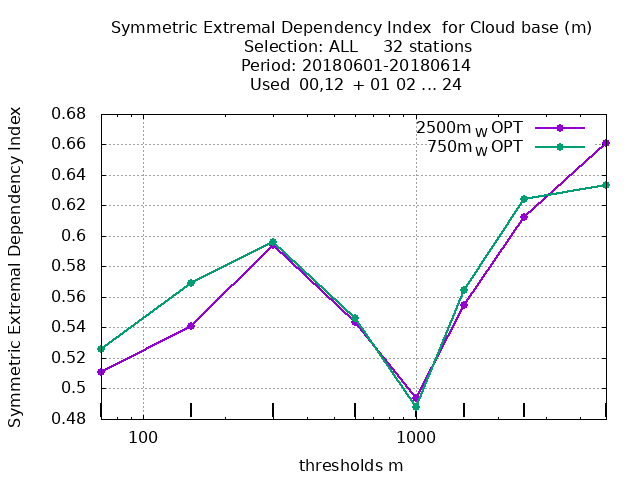 Symmetric Extremal Dependency Index for Cloud base (m)
Selection: ALL 32 stations
Period: 20180601-20180614
Used 00,12 + 01 02 ... 24
2500m W OPT
750m W OPT
Symmetric Extremal Dependency Index
0.68
0.66
0.64
0.62
0.6
0.58
0.56
0.54
0.52
0.5
0.48
100 1000
thresholds m